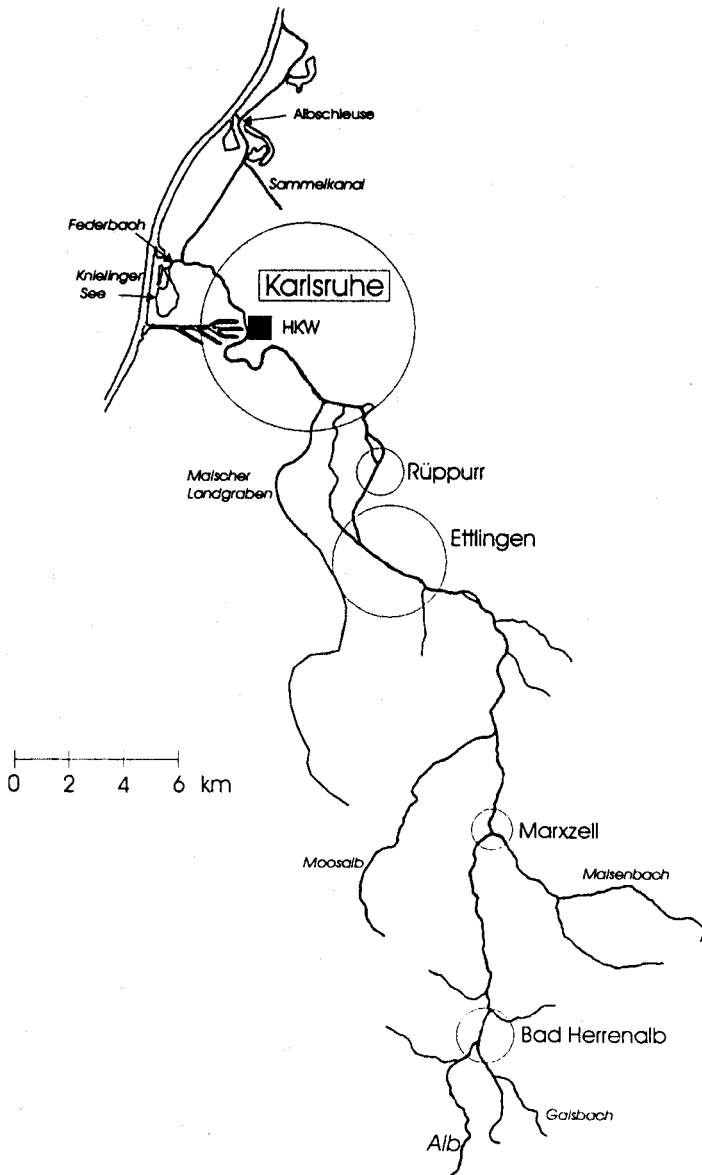 Albschleuse
Sammelkanal
Federbach
Knielinger
See
Karlsruhe
HKW
Malscher
Landgraben
Rüppurr
Ettlingen
0 2 4 6 km
Marxzell
Moosalb
Maisenbach
Bad Herrenalb
Gaisbach
Alb